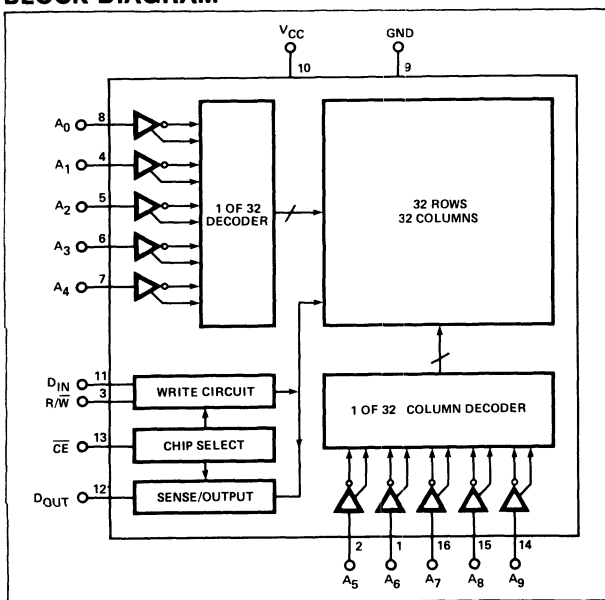 BLOCK DIAGRAM
VCC
GND
10
9
A0
8
A1
4
A2
5
A3
6
A4
7
1 OF 32
DECODER
32 ROWS
32 COLUMNS
DIN
11
R/W̅
3
WRITE CIRCUIT
C̅E̅
13
CHIP SELECT
DOUT
12
SENSE/OUTPUT
1 OF 32 COLUMN DECODER
2
1
16
15
14
A5
A6
A7
A8
A9